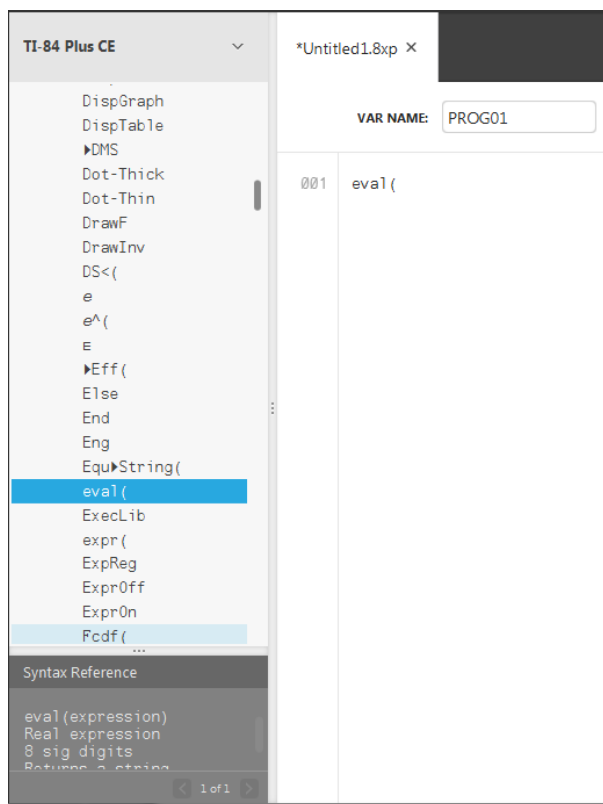 TI-84 Plus CE
*Untitled1.8xp ×
VAR NAME: PROG01
DispGraph
DispTable
►DMS
Dot-Thick
Dot-Thin
DrawF
DrawInv
DS<(
e
e^(
ᴇ
►Eff(
Else
End
Eng
Equ►String(
eval(
ExecLib
expr(
ExpReg
ExprOff
ExprOn
Fcdf(
001 eval(
Syntax Reference
eval(expression)
Real expression
8 sig digits
Returns a string
1 of 1